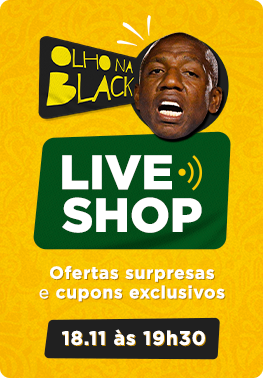 OLHO NA
BLACK
LIVE
SHOP
Ofertas surpresas
e cupons exclusivos
18.11 às 19h30